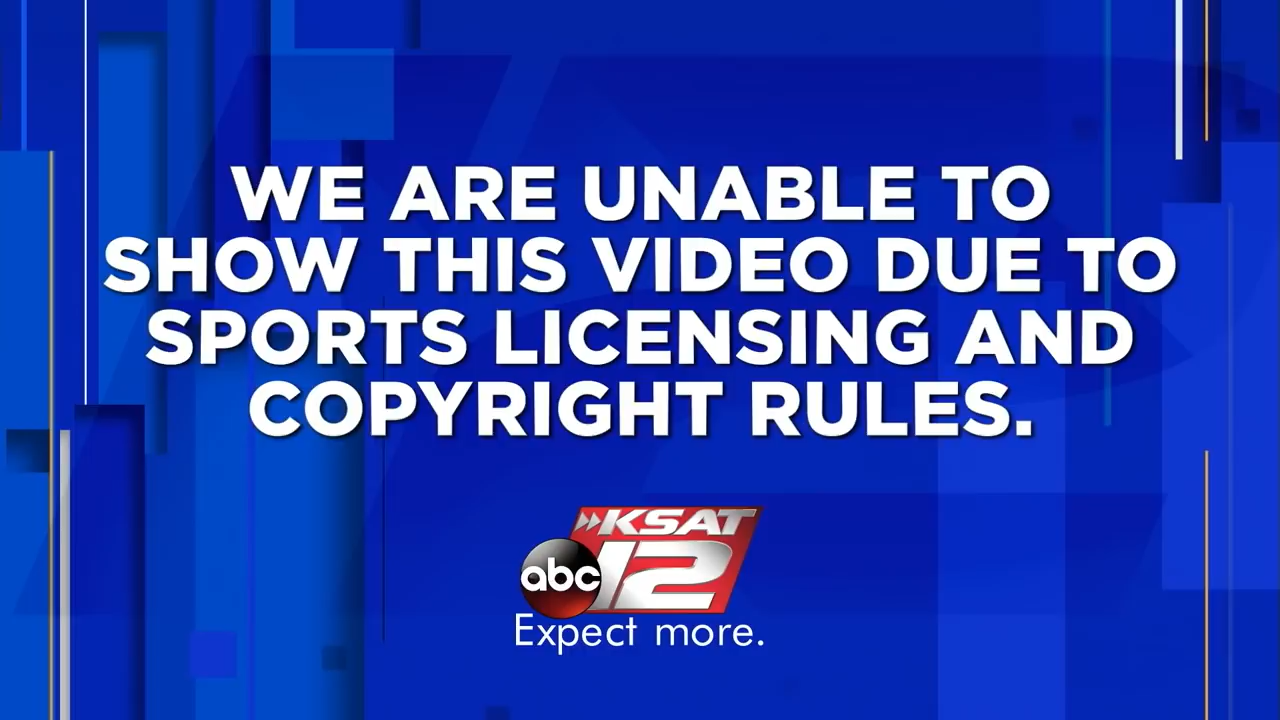 WE ARE UNABLE TO
SHOW THIS VIDEO DUE TO
SPORTS LICENSING AND
COPYRIGHT RULES.
KSAT
abc 12
Expect more.